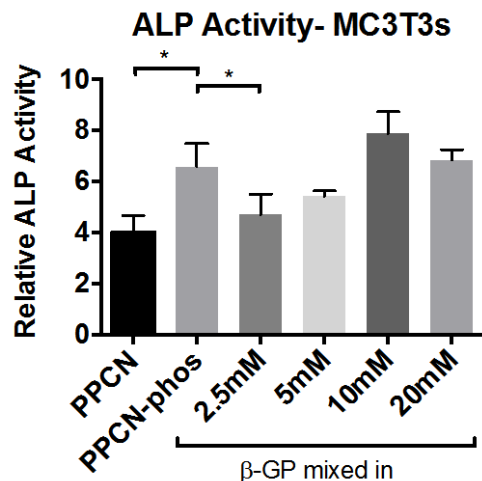 ALP Activity- MC3T3s
* *
Relative ALP Activity
10
8
6
4
2
0
PPCN
PPCN-phos
2.5mM
5mM
10mM
20mM
β-GP mixed in